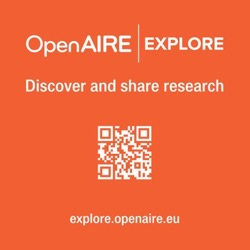 OpenAIRE | EXPLORE
Discover and share research
explore.openaire.eu